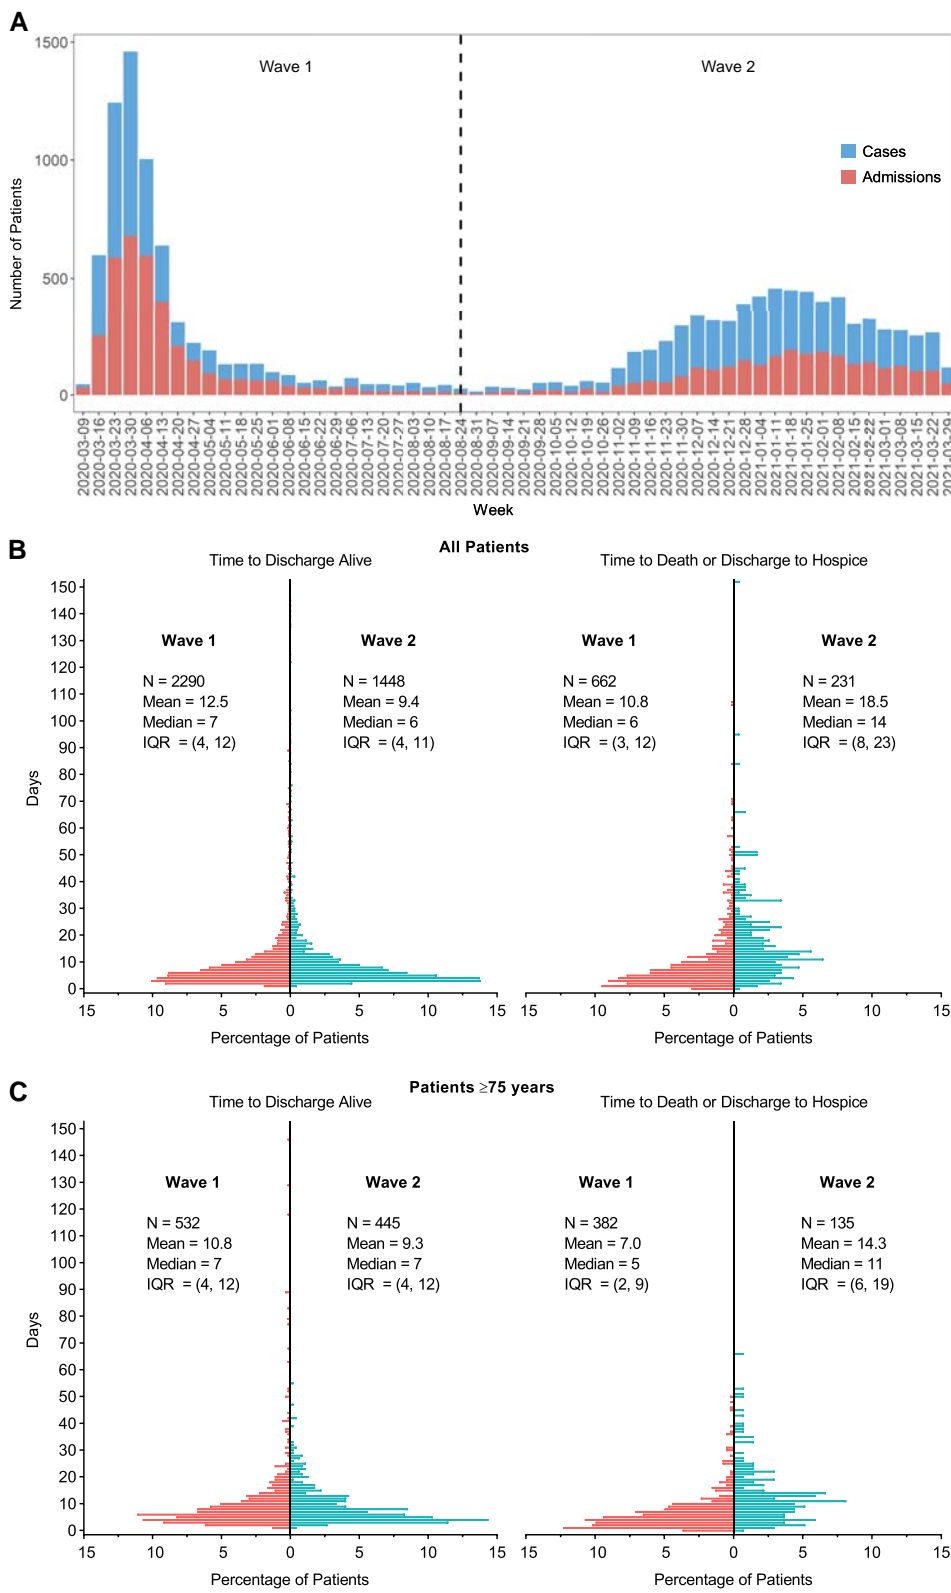 A
1500
1000
500
0
Number of Patients
Wave 1
Wave 2
Cases
Admissions
2020-03-09
2020-03-16
2020-03-23
2020-03-30
2020-04-06
2020-04-13
2020-04-20
2020-04-27
2020-05-04
2020-05-11
2020-05-18
2020-05-25
2020-06-01
2020-06-08
2020-06-15
2020-06-22
2020-06-29
2020-07-06
2020-07-13
2020-07-20
2020-07-27
2020-08-03
2020-08-10
2020-08-17
2020-08-24
2020-08-31
2020-09-07
2020-09-14
2020-09-21
2020-09-28
2020-10-05
2020-10-12
2020-10-19
2020-10-26
2020-11-02
2020-11-09
2020-11-16
2020-11-23
2020-11-30
2020-12-07
2020-12-14
2020-12-21
2020-12-28
2021-01-04
2021-01-11
2021-01-18
2021-01-25
2021-02-01
2021-02-08
2021-02-15
2021-02-22
2021-03-01
2021-03-08
2021-03-15
2021-03-22
2021-03-29
Week
B
All Patients
Time to Discharge Alive
Time to Death or Discharge to Hospice
150
140
130
120
110
100
90
80
70
60
50
40
30
20
10
0
Days
Wave 1
N = 2290
Mean = 12.5
Median = 7
IQR = (4, 12)
Wave 2
N = 1448
Mean = 9.4
Median = 6
IQR = (4, 11)
Wave 1
N = 662
Mean = 10.8
Median = 6
IQR = (3, 12)
Wave 2
N = 231
Mean = 18.5
Median = 14
IQR = (8, 23)
15 10 5 0 5 10 15
15 10 5 0 5 10 15
Percentage of Patients
Percentage of Patients
C
Patients ≥75 years
Time to Discharge Alive
Time to Death or Discharge to Hospice
150
140
130
120
110
100
90
80
70
60
50
40
30
20
10
0
Days
Wave 1
N = 532
Mean = 10.8
Median = 7
IQR = (4, 12)
Wave 2
N = 445
Mean = 9.3
Median = 7
IQR = (4, 12)
Wave 1
N = 382
Mean = 7.0
Median = 5
IQR = (2, 9)
Wave 2
N = 135
Mean = 14.3
Median = 11
IQR = (6, 19)
15 10 5 0 5 10 15
15 10 5 0 5 10 15
Percentage of Patients
Percentage of Patients